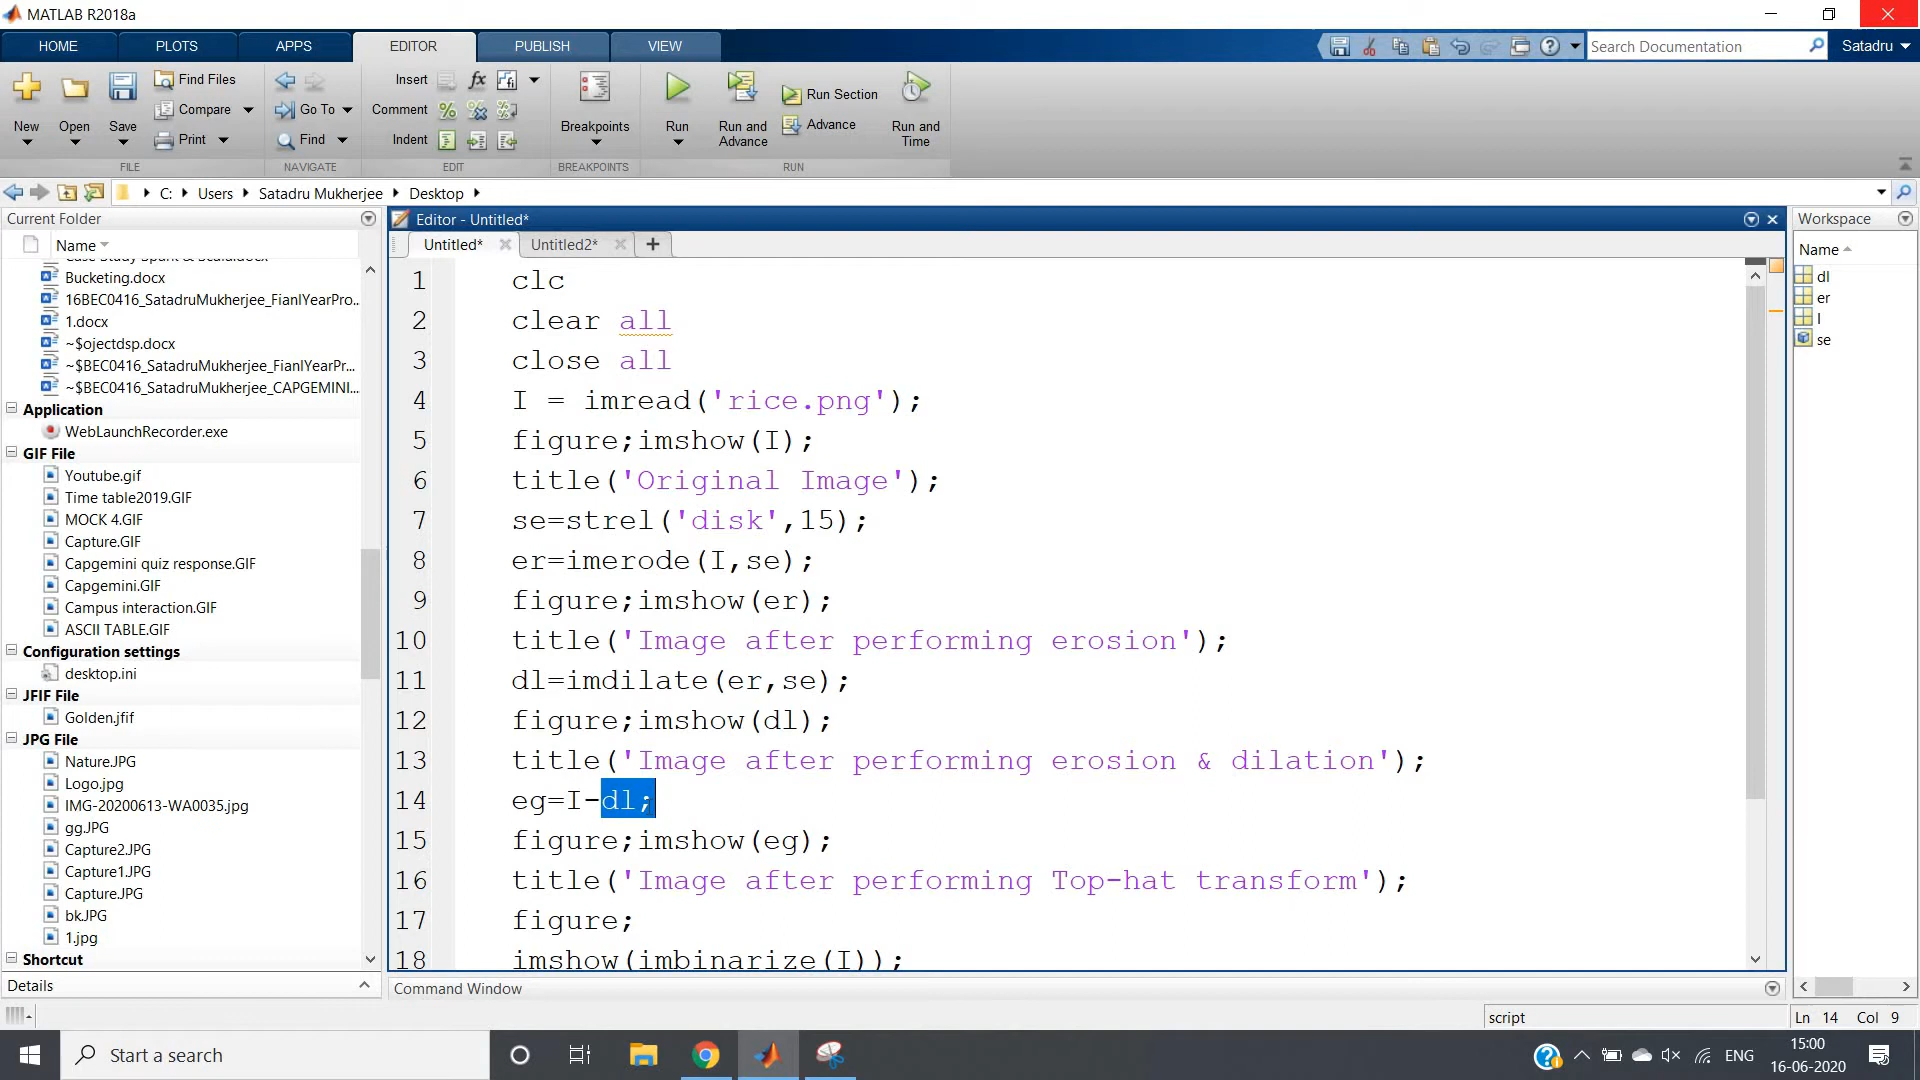 MATLAB R2018a
HOME PLOTS APPS EDITOR PUBLISH VIEW
Search Documentation Satadru
Find Files Insert fx
Compare Go To Comment Run Section
Print Find Indent Advance
New Open Save Breakpoints Run Run and Advance Run and Time
FILE NAVIGATE EDIT BREAKPOINTS RUN
C: Users Satadru Mukherjee Desktop
Current Folder
Name
Bucketing.docx
16BEC0416_SatadruMukherjee_FianlYearPro...
1.docx
~$ojectdsp.docx
~$BEC0416_SatadruMukherjee_FianlYearPr...
~$BEC0416_SatadruMukherjee_CAPGEMINI...
Application
WebLaunchRecorder.exe
GIF File
Youtube.gif
Time table2019.GIF
MOCK 4.GIF
Capture.GIF
Capgemini quiz response.GIF
Capgemini.GIF
Campus interaction.GIF
ASCII TABLE.GIF
Configuration settings
desktop.ini
JFIF File
Golden.jfif
JPG File
Nature.JPG
Logo.jpg
IMG-20200613-WA0035.jpg
gg.JPG
Capture2.JPG
Capture1.JPG
Capture.JPG
bk.JPG
1.jpg
Shortcut
Details
Editor - Untitled*
Untitled* Untitled2*
1 clc
2 clear all
3 close all
4 I = imread('rice.png');
5 figure;imshow(I);
6 title('Original Image');
7 se=strel('disk',15);
8 er=imerode(I,se);
9 figure;imshow(er);
10 title('Image after performing erosion');
11 dl=imdilate(er,se);
12 figure;imshow(dl);
13 title('Image after performing erosion & dilation');
14 eg=I-dl;
15 figure;imshow(eg);
16 title('Image after performing Top-hat transform');
17 figure;
18 imshow(imbinarize(I));
Command Window
Workspace
Name
dl
er
I
se
script Ln 14 Col 9
Start a search
ENG
15:00
16-06-2020